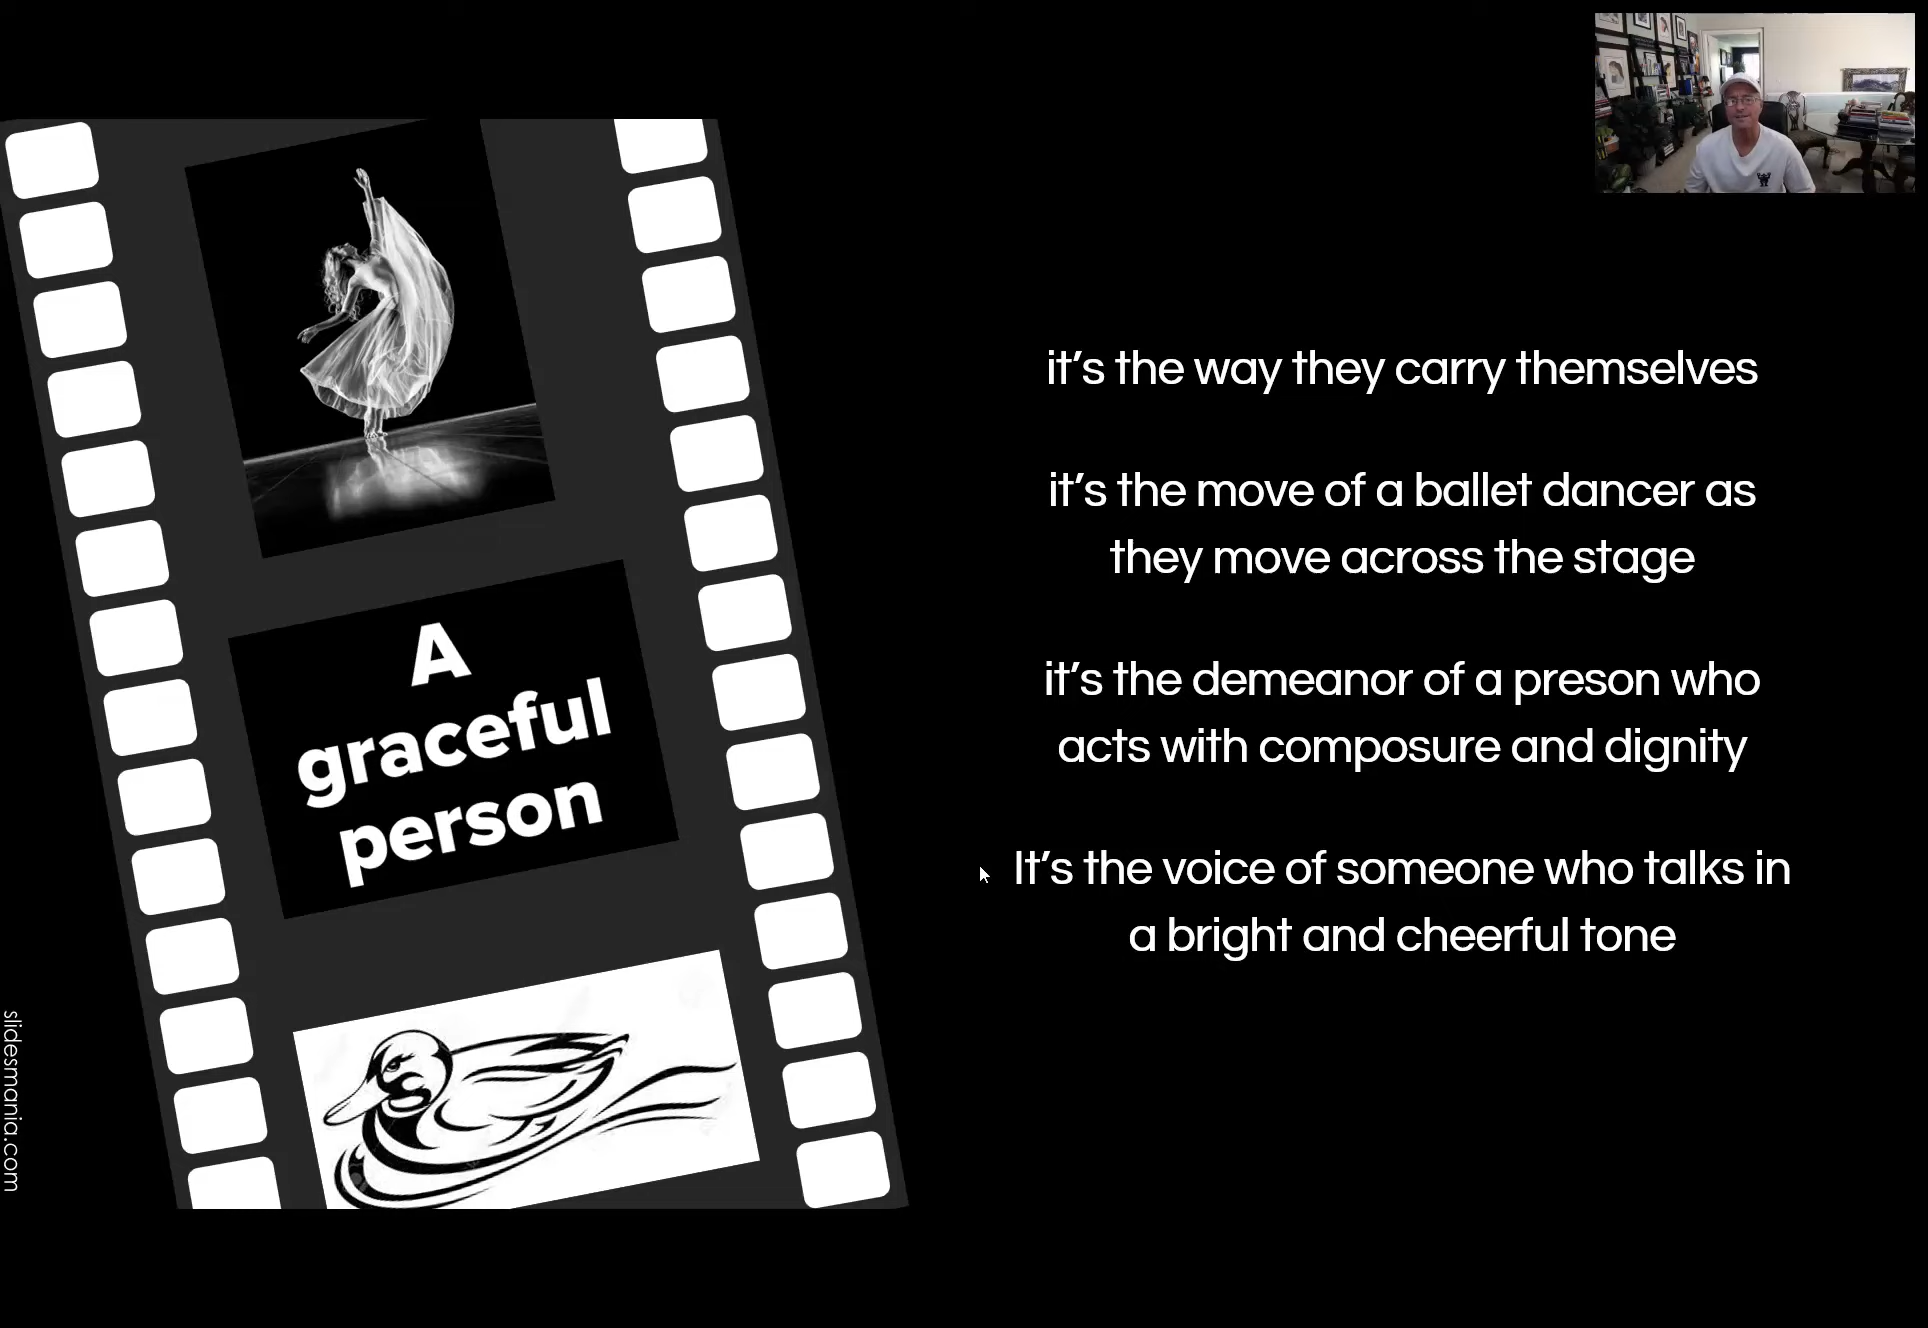 A
graceful
person
it’s the way they carry themselves
it’s the move of a ballet dancer as
they move across the stage
it’s the demeanor of a preson who
acts with composure and dignity
It’s the voice of someone who talks in
a bright and cheerful tone
slidesmania.com